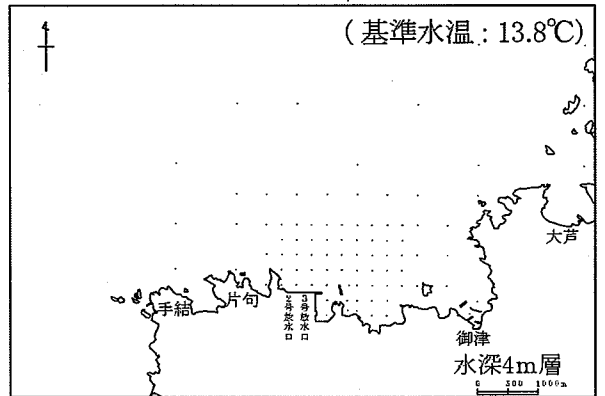 (基準水温：13.8℃)
大芦
手結
片句
2号放水口
3号放水口
御津
水深4m層
0 500 1000m